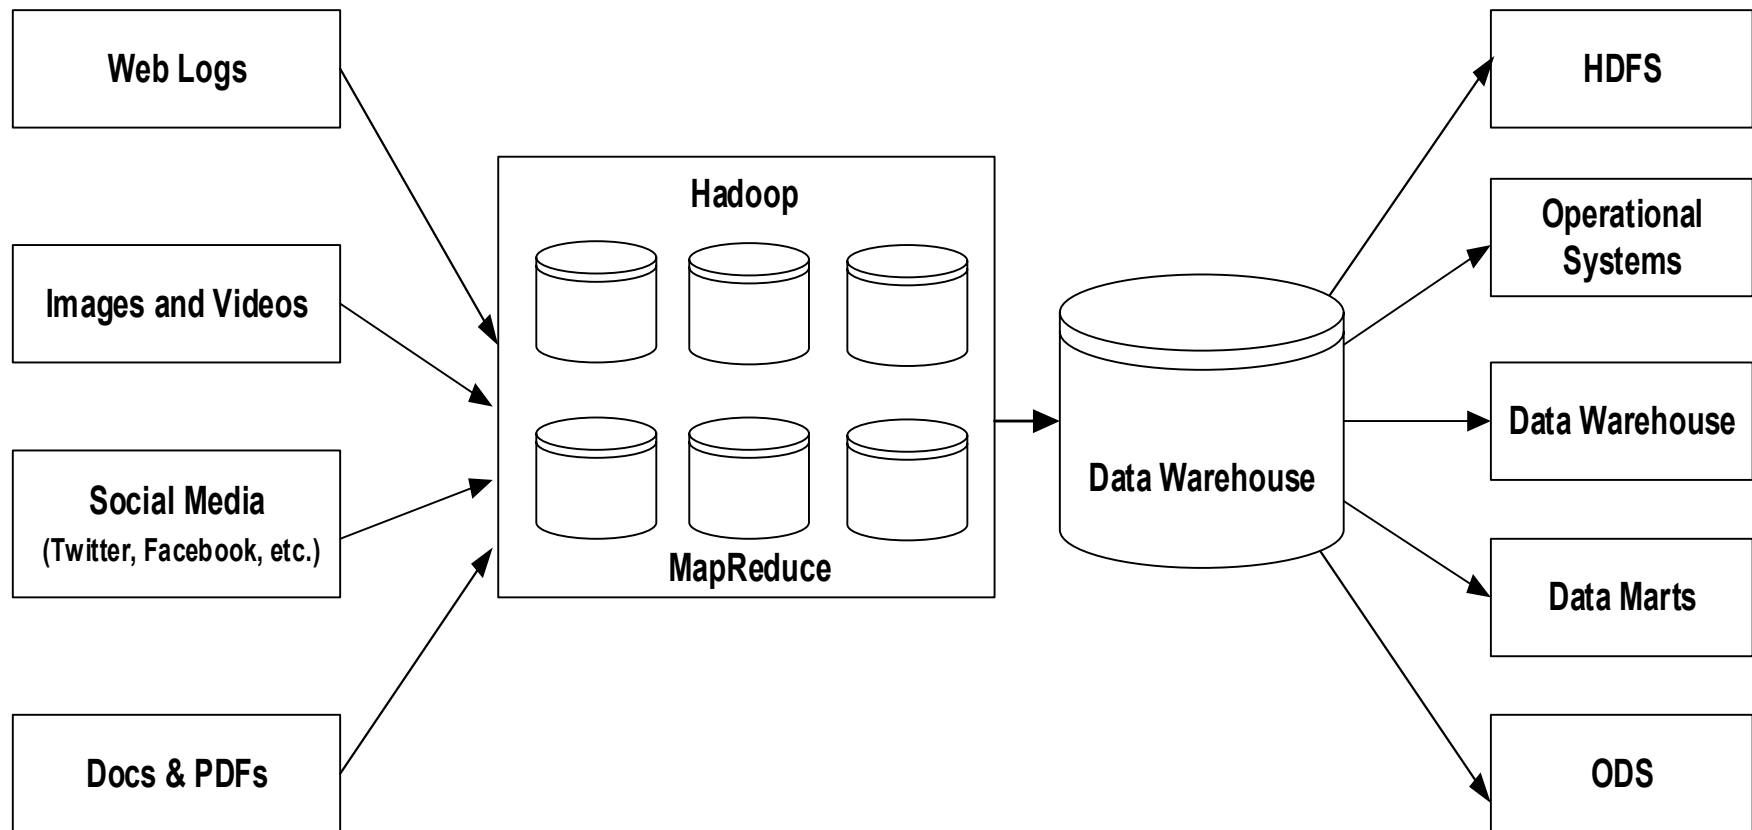 Web Logs
Images and Videos
Social Media
(Twitter, Facebook, etc.)
Docs & PDFs
Hadoop
MapReduce
Data Warehouse
HDFS
Operational
Systems
Data Warehouse
Data Marts
ODS